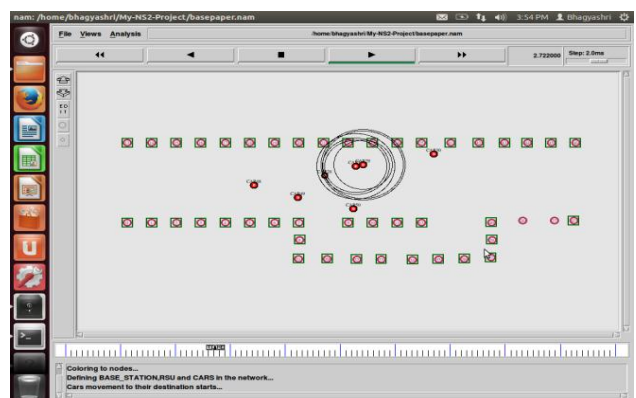 nam: /home/bhagyashri/My-NS2-Project/basepaper.nam
3:54 PM Bhagyashri
File Views Analysis
/home/bhagyashri/My-NS2-Project/basepaper.nam
2.722000 Step: 2.0ms
ED
IT
Coloring to nodes...
Defining BASE_STATION,RSU and CARS in the network...
Cars movement to their destination starts...